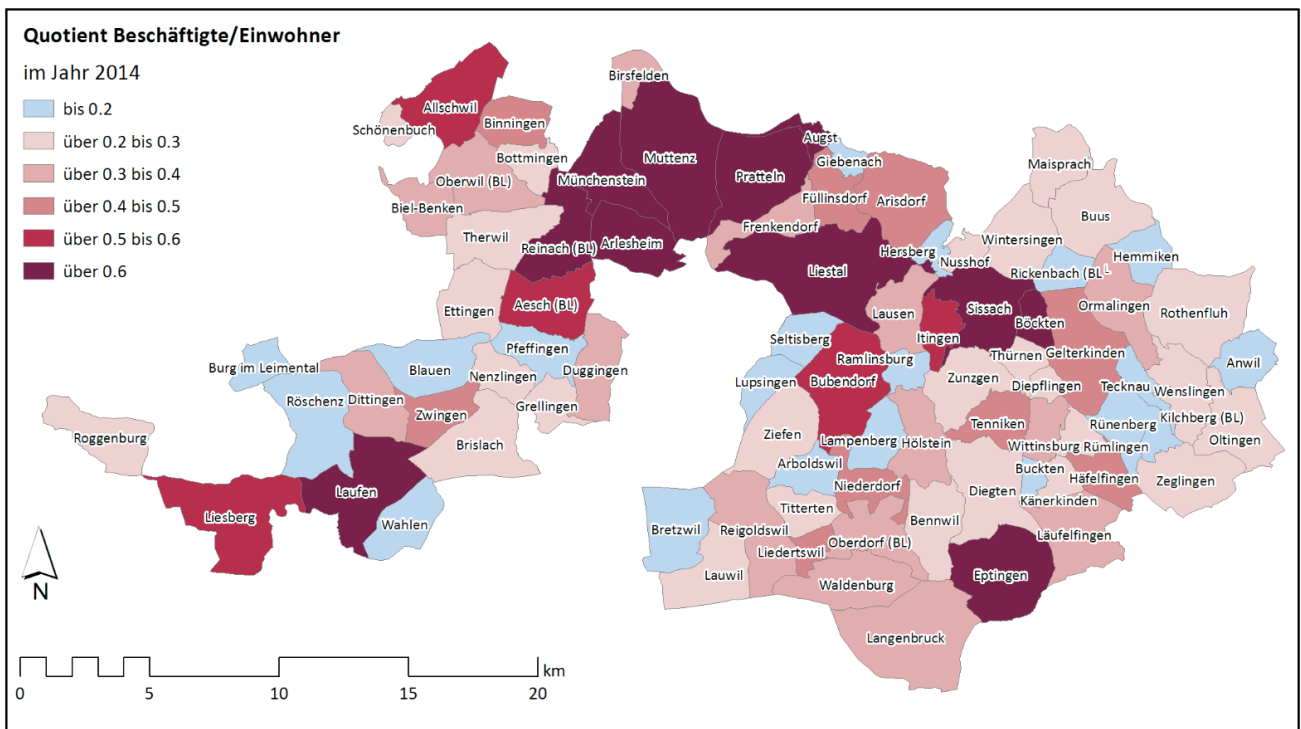 Quotient Beschäftigte/Einwohner
im Jahr 2014
bis 0.2
über 0.2 bis 0.3
über 0.3 bis 0.4
über 0.4 bis 0.5
über 0.5 bis 0.6
über 0.6
Birsfelden
Allschwil
Schönenbuch
Binningen
Augst
Bottmingen
Muttenz
Giebenach
Maisprach
Oberwil (BL)
Münchenstein
Pratteln
Füllinsdorf
Arisdorf
Biel-Benken
Buus
Frenkendorf
Therwil
Wintersingen
Reinach (BL)
Arlesheim
Hersberg
Nusshof
Hemmiken
Liestal
Rickenbach (BL
Ettingen
Aesch (BL)
Lausen
Sissach
Ormalingen
Rothenfluh
Itingen
Böckten
Seltisberg
Pfeffingen
Thürnen
Gelterkinden
Burg im Leimental
Blauen
Nenzlingen
Duggingen
Ramlinsburg
Anwil
Lupsingen
Bubendorf
Zunzgen
Diepflingen
Tecknau
Wenslingen
Röschenz
Dittingen
Zwingen
Grellingen
Kilchberg (BL)
Tenniken
Rünenberg
Roggenburg
Brislach
Ziefen
Lampenberg
Hölstein
Wittinsburg
Rümlingen
Oltingen
Arboldswil
Buckten
Häfelfingen
Zeglingen
Laufen
Niederdorf
Diegten
Känerkinden
Liesberg
Wahlen
Titterten
Bennwil
Bretzwil
Reigoldswil
Oberdorf (BL)
Läufelfingen
Liedertswil
Lauwil
Waldenburg
Eptingen
Langenbruck
N
km
0 5 10 15 20